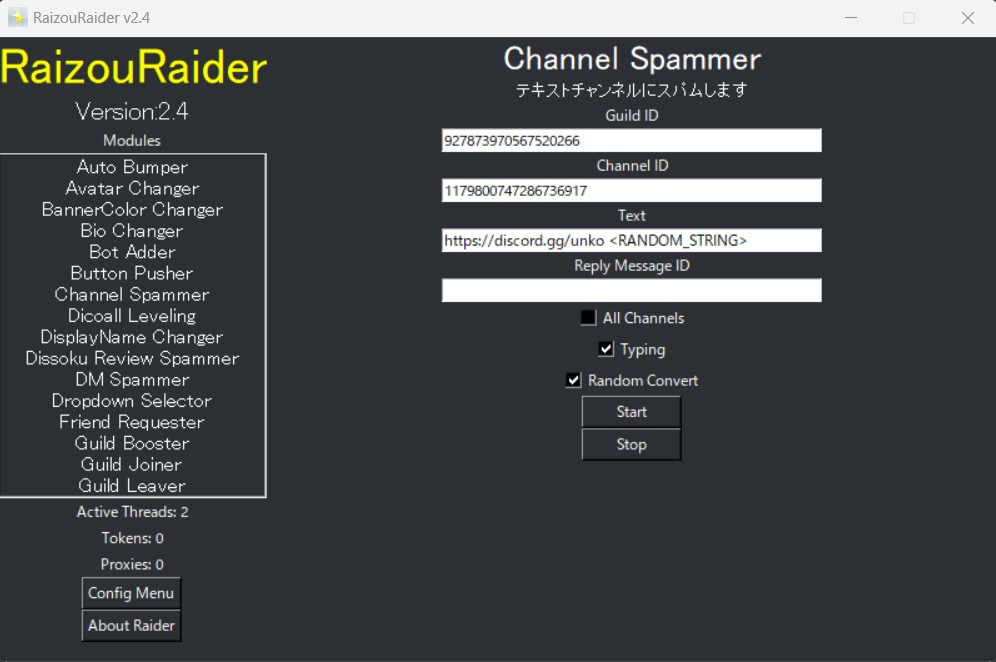 RaizouRaider v2.4
RaizouRaider
Version:2.4
Modules
Auto Bumper
Avatar Changer
BannerColor Changer
Bio Changer
Bot Adder
Button Pusher
Channel Spammer
Dicoall Leveling
DisplayName Changer
Dissoku Review Spammer
DM Spammer
Dropdown Selector
Friend Requester
Guild Booster
Guild Joiner
Guild Leaver
Active Threads: 2
Tokens: 0
Proxies: 0
Config Menu
About Raider
Channel Spammer
テキストチャンネルにスパムします
Guild ID
927873970567520266
Channel ID
1179800747286736917
Text
https://discord.gg/unko <RANDOM_STRING>
Reply Message ID
All Channels
Typing
Random Convert
Start
Stop